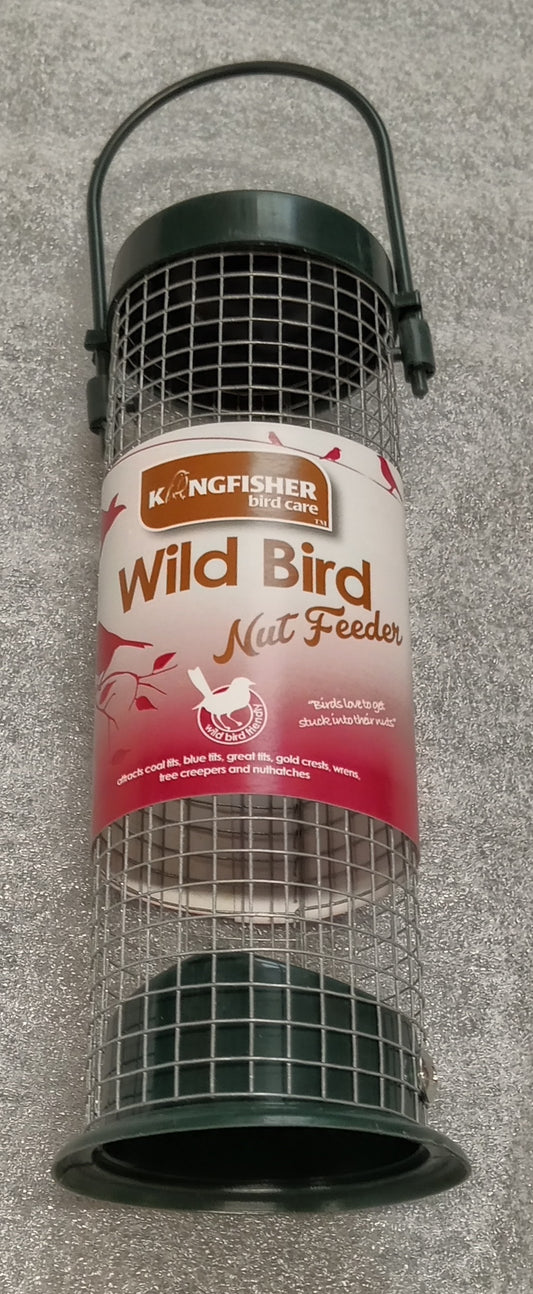 KINGFISHER
bird care
TM
Wild Bird
Nut Feeder
wild bird friendly
"Birds love to get
stuck into their nuts"
attracts coal tits, blue tits, great tits, gold crests, wrens,
tree creepers and nuthatches